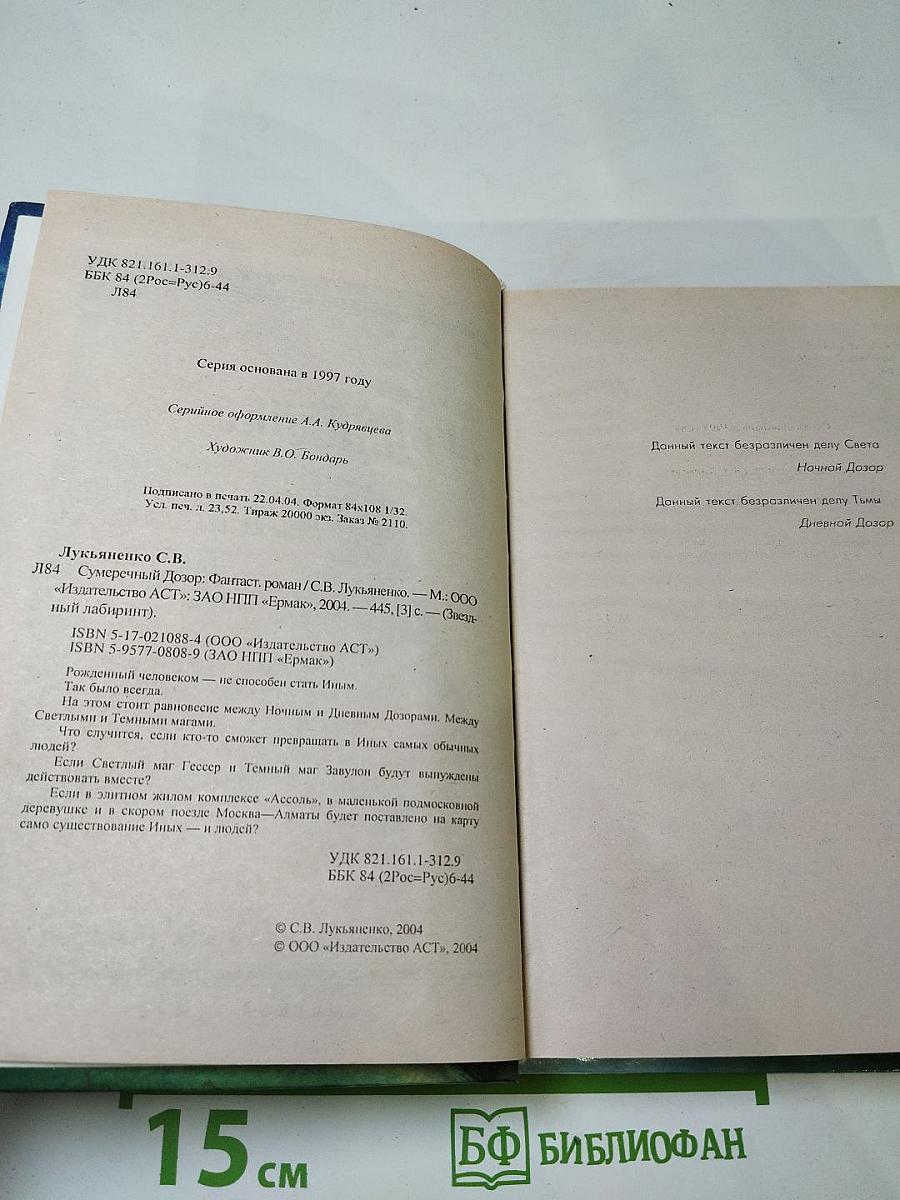 УДК 821.161.1-312.9
ББК 84 (2Рос=Рус)6-44
Л84
Серия основана в 1997 году
Серийное оформление А.А. Кудрявцева
Художник В.О. Бондарь
Подписано в печать 22.04.04. Формат 84х108 1/32.
Усл. печ. л. 23,52. Тираж 20000 экз. Заказ № 2110.
Лукьяненко С.В.
Л84 Сумеречный Дозор: Фантаст. роман / С.В. Лукьяненко. — М.: ООО
«Издательство АСТ»: ЗАО НПП «Ермак», 2004. — 445, [3] с. — (Звезд-
ный лабиринт).
ISBN 5-17-021088-4 (ООО «Издательство АСТ»)
ISBN 5-9577-0808-9 (ЗАО НПП «Ермак»)
Рожденный человеком — не способен стать Иным.
Так было всегда.
На этом стоит равновесие между Ночным и Дневным Дозорами. Между
Светлыми и Темными магами.
Что случится, если кто-то сможет превращать в Иных самых обычных
людей?
Если Светлый маг Гессер и Темный маг Завулон будут вынуждены
действовать вместе?
Если в элитном жилом комплексе «Ассоль», в маленькой подмосковной
деревушке и в скором поезде Москва—Алматы будет поставлено на карту
само существование Иных — и людей?
УДК 821.161.1-312.9
ББК 84 (2Рос=Рус)6-44
© С.В. Лукьяненко, 2004
© ООО «Издательство АСТ», 2004
Данный текст безразличен делу Света
Ночной Дозор
Данный текст безразличен делу Тьмы
Дневной Дозор
15 см
БФ БИБЛИОФАН